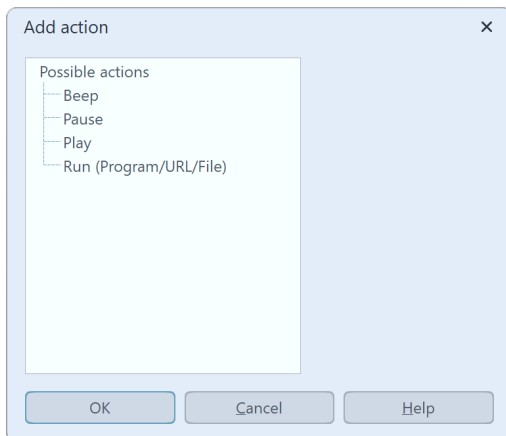 Add action
Possible actions
Beep
Pause
Play
Run (Program/URL/File)
OK
Cancel
Help